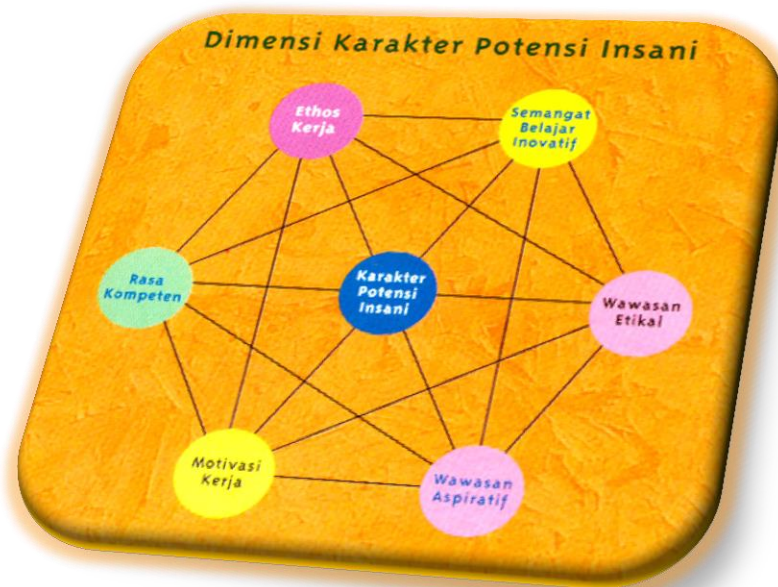 Dimensi Karakter Potensi Insani
Ethos
Kerja
Semangat
Belajar
Inovatif
Rasa
Kompeten
Karakter
Potensi
Insani
Wawasan
Etikal
Motivasi
Kerja
Wawasan
Aspiratif